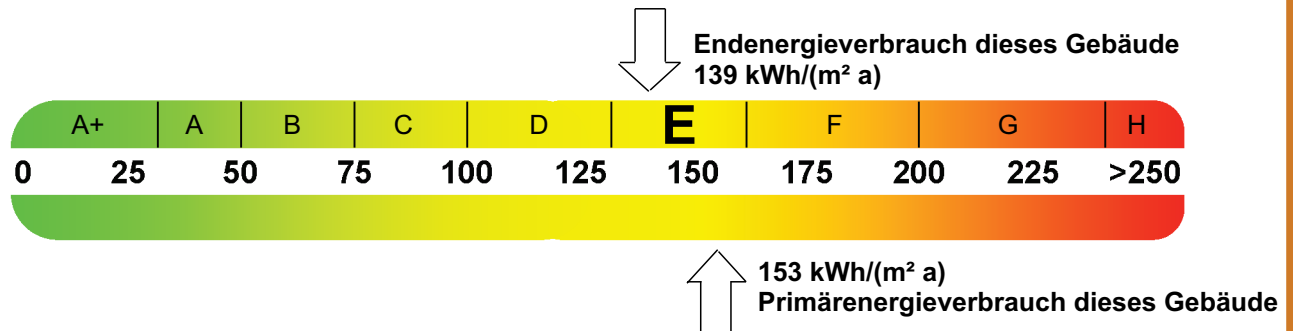 Endenergieverbrauch dieses Gebäude
139 kWh/(m² a)
A+ A B C D E F G H
0 25 50 75 100 125 150 175 200 225 >250
153 kWh/(m² a)
Primärenergieverbrauch dieses Gebäude